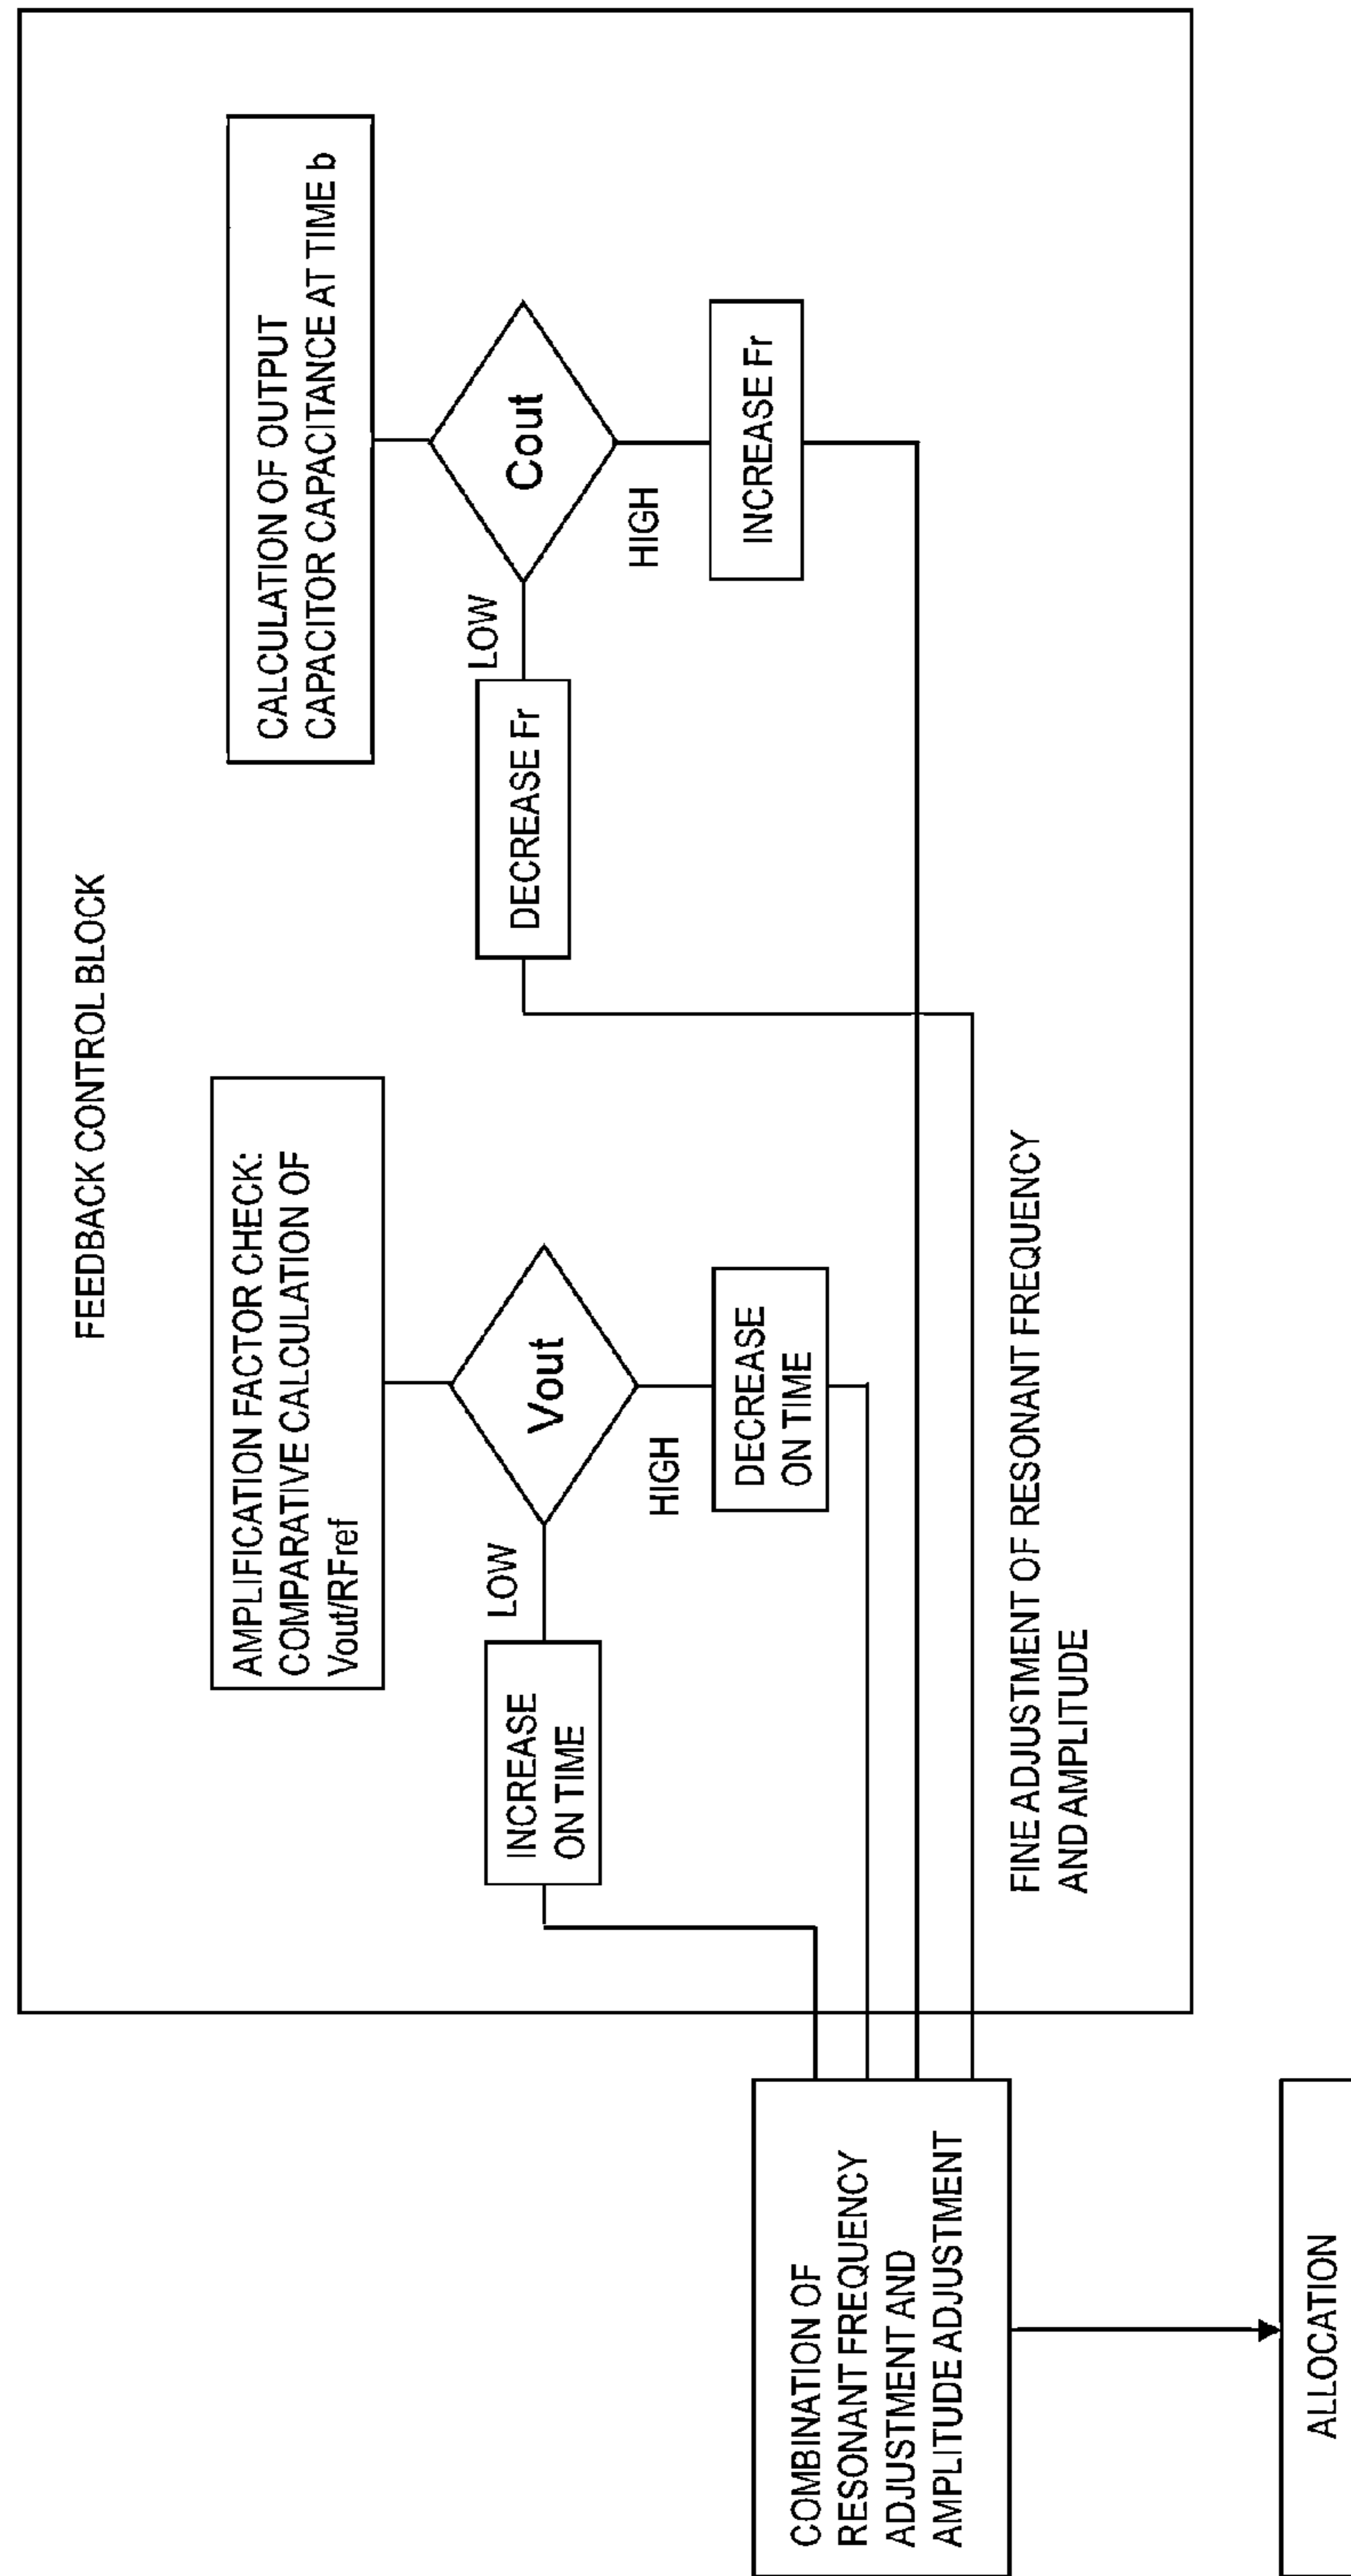 FEEDBACK CONTROL BLOCK
AMPLIFICATION FACTOR CHECK:
COMPARATIVE CALCULATION OF
Vout/RFref
CALCULATION OF OUTPUT
CAPACITOR CAPACITANCE AT TIME b
INCREASE
ON TIME
LOW
Vout
HIGH
DECREASE
ON TIME
DECREASE Fr
LOW
Cout
HIGH
INCREASE Fr
FINE ADJUSTMENT OF RESONANT FREQUENCY
AND AMPLITUDE
COMBINATION OF
RESONANT FREQUENCY
ADJUSTMENT AND
AMPLITUDE ADJUSTMENT
ALLOCATION